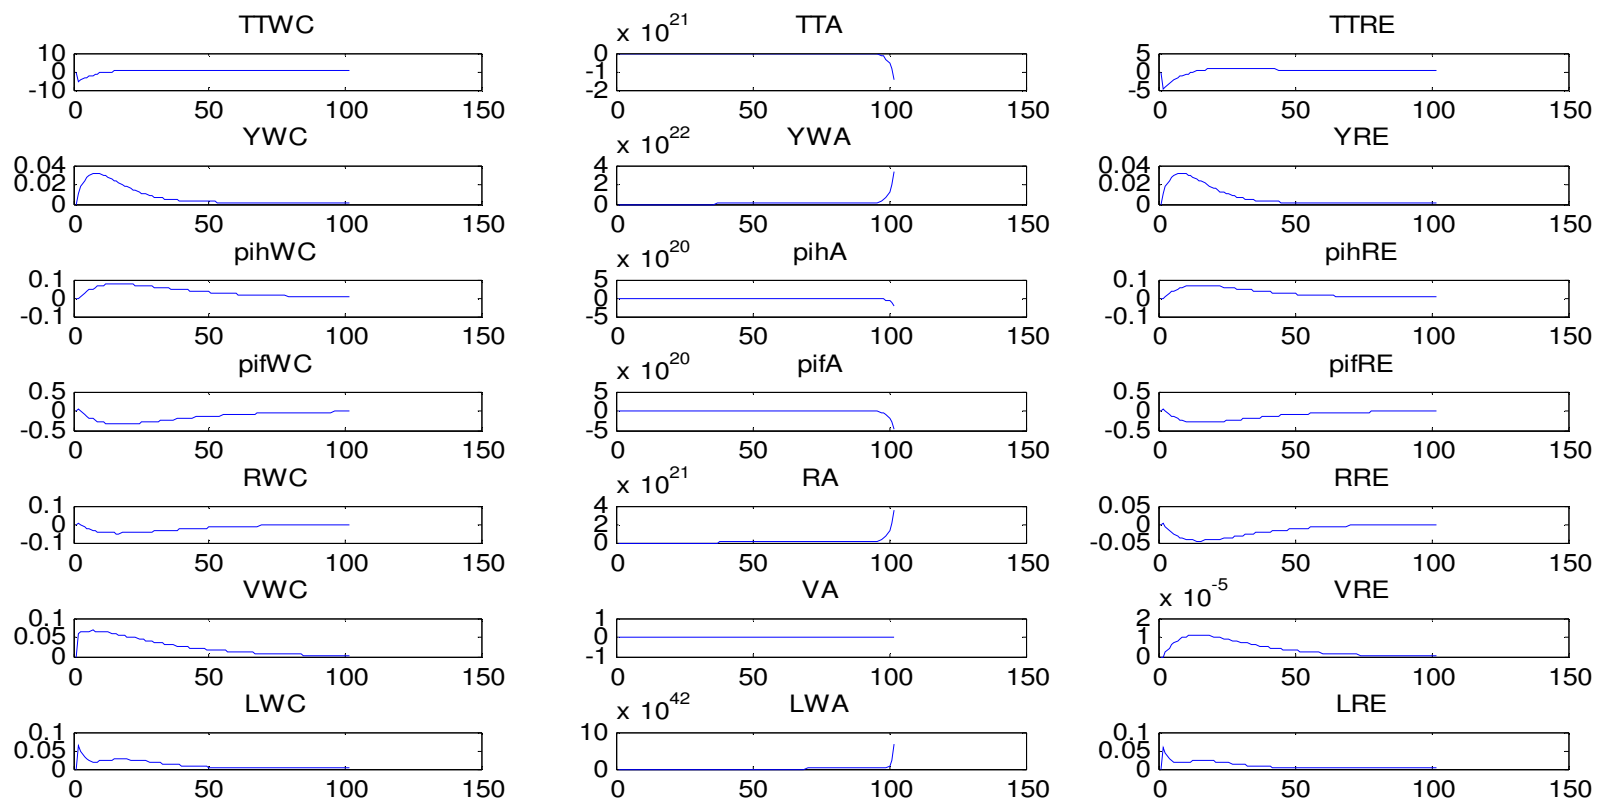 TTWC
10
0
-10
0 50 100 150
TTA
x 10^21
0
-1
-2
0 50 100 150
TTRE
5
0
-5
0 50 100 150
YWC
0.04
0.02
0
0 50 100 150
YWA
x 10^22
4
2
0
0 50 100 150
YRE
0.04
0.02
0
0 50 100 150
pihWC
0.1
0
-0.1
0 50 100 150
pihA
x 10^20
5
0
-5
0 50 100 150
pihRE
0.1
0
-0.1
0 50 100 150
pifWC
0.5
0
-0.5
0 50 100 150
pifA
x 10^20
5
0
-5
0 50 100 150
pifRE
0.5
0
-0.5
0 50 100 150
RWC
0.1
0
-0.1
0 50 100 150
RA
x 10^21
4
2
0
0 50 100 150
RRE
0.05
0
-0.05
0 50 100 150
VWC
0.1
0.05
0
0 50 100 150
VA
1
0
-1
0 50 100 150
VRE
x 10^-5
2
1
0
0 50 100 150
LWC
0.1
0.05
0
0 50 100 150
LWA
x 10^42
10
5
0
0 50 100 150
LRE
0.1
0.05
0
0 50 100 150